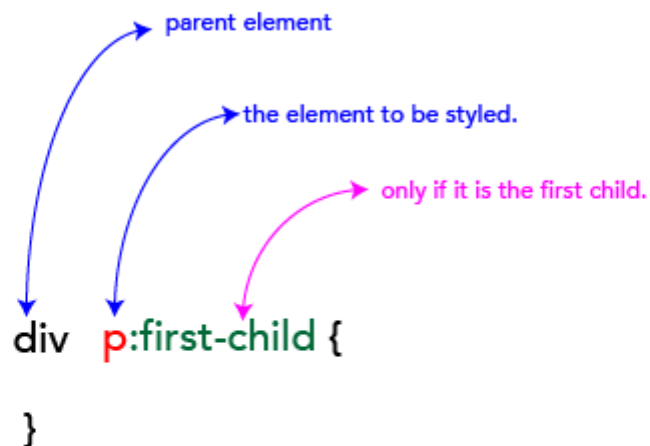 parent element
the element to be styled.
only if it is the first child.
div p:first-child {
}